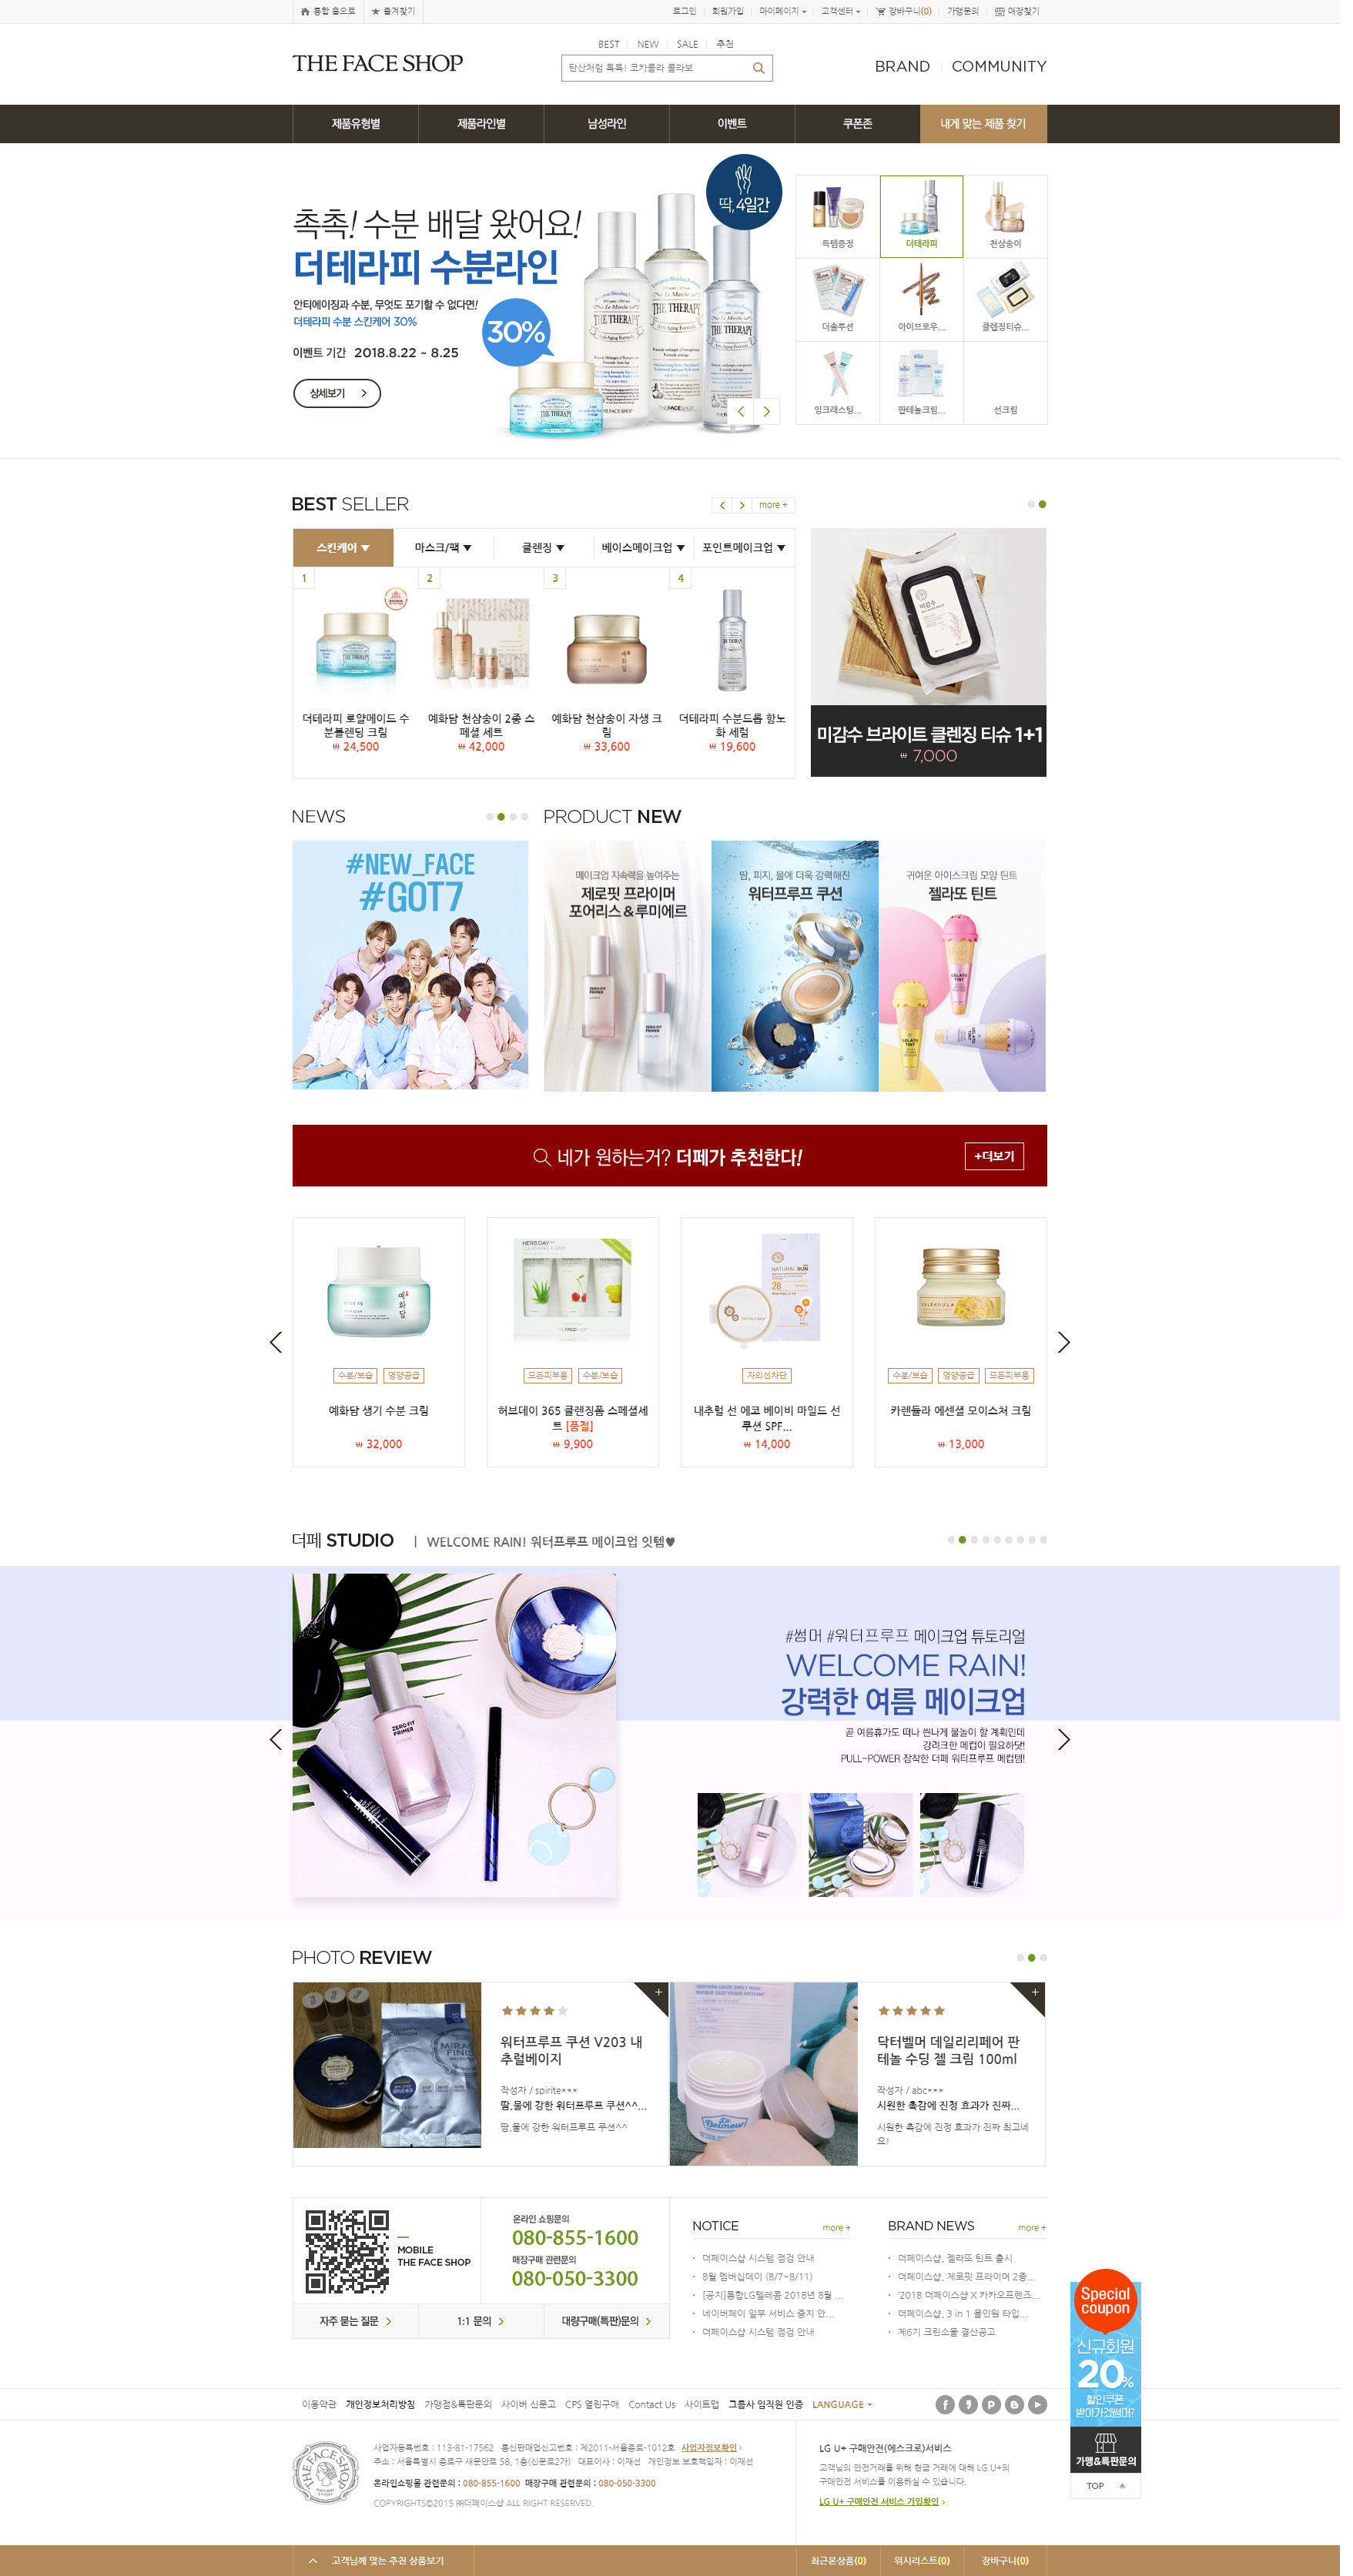 통합 홈으로
즐겨찾기
로그인
회원가입
마이페이지
고객센터
장바구니(0)
가맹문의
매장찾기
THE FACE SHOP
BEST
NEW
SALE
추천
탄산처럼 톡톡! 코카콜라 콜라보
BRAND
COMMUNITY
제품유형별
제품라인별
남성라인
이벤트
쿠폰존
내게 맞는 제품 찾기
촉촉! 수분 배달 왔어요!
더테라피 수분라인
안티에이징과 수분, 무엇도 포기할 수 없다면!
더테라피 수분 스킨케어 30%
이벤트 기간 2018.8.22 ~ 8.25
상세보기
30%
딱, 4일간
THE THERAPY
THE THERAPY
THE THERAPY
THE THERAPY
THEFACESHOP
득템증정
더테라피
천삼송이
더솔루션
아이브로우...
클렌징티슈...
잉크래스팅...
판테놀크림...
선크림
BEST SELLER
more +
스킨케어
마스크/팩
클렌징
베이스메이크업
포인트메이크업
1
2
3
4
더테라피 로얄메이드 수
분블렌딩 크림
₩ 24,500
예화담 천삼송이 2종 스
페셜 세트
₩ 42,000
예화담 천삼송이 자생 크
림
₩ 33,600
더테라피 수분드롭 항노
화 세럼
₩ 19,600
미감수
미감수 브라이트 클렌징 티슈 1+1
₩ 7,000
NEWS
#NEW_FACE
#GOT7
PRODUCT NEW
메이크업 지속력을 높여주는
제로핏 프라이머
포어리스 & 루미에르
ZERO FIT
PRIMER
ZERO FIT
PRIMER
땀, 피지, 물에 더욱 강력해진
워터프루프 쿠션
귀여운 아이스크림 모양 틴트
젤라또 틴트
GELATO
TINT
GELATO
TINT
GELATO
TINT
네가 원하는거? 더페가 추천한다!
+더보기
예화담
수분/보습
영양공급
예화담 생기 수분 크림
₩ 32,000
HERB DAY
CLEANSING FOAM
THEFACESHOP
모든피부용
수분/보습
허브데이 365 클렌징폼 스페셜세
트 [품절]
₩ 9,900
NATURAL SUN
28
자외선차단
내추럴 선 에코 베이비 마일드 선
쿠션 SPF...
₩ 14,000
CALENDULA
수분/보습
영양공급
모든피부용
카렌듈라 에센셜 모이스처 크림
₩ 13,000
더페 STUDIO
| WELCOME RAIN! 워터프루프 메이크업 잇템♥
ZERO FIT
PRIMER
#썸머 #워터프루프 메이크업 튜토리얼
WELCOME RAIN!
강력한 여름 메이크업
곧 여름휴가도 떠나 씐나게 물놀이 할 계획인데
강려크한 메컵이 필요하닷!
PULL-POWER 장착한 더페 워터프루프 메컵템!
PHOTO REVIEW
워터프루프 쿠션 V203 내
추럴베이지
작성자 / spirite***
땀,물에 강한 워터프루프 쿠션^^...
땀,물에 강한 워터프루프 쿠션^^
Dr.
Belmeur
닥터벨머 데일리리페어 판
테놀 수딩 젤 크림 100ml
작성자 / abc***
시원한 촉감에 진정 효과가 진짜...
시원한 촉감에 진정 효과가 진짜 최고네
요!
MOBILE
THE FACE SHOP
온라인 쇼핑문의
080-855-1600
매장구매 관련문의
080-050-3300
자주 묻는 질문
1:1 문의
대량구매(특판)문의
NOTICE
more +
더페이스샵 시스템 점검 안내
8월 멤버십데이 (8/7~8/11)
[공지]통합LG텔레콤 2018년 8월 ...
네이버페이 일부 서비스 중지 안...
더페이스샵 시스템 점검 안내
BRAND NEWS
more +
더페이스샵, 젤라또 틴트 출시
더페이스샵, 제로핏 프라이머 2종...
'2018 더페이스샵 X 카카오프렌즈...
더페이스샵, 3 in 1 올인원 타입...
제6기 크린소울 결산공고
Special
coupon
신규회원
20%
할인쿠폰
받아가겠썸머?
가맹&특판문의
TOP
이용약관
개인정보처리방침
가맹점&특판문의
사이버 신문고
CPS 열린구매
Contact Us
사이트맵
그룹사 임직원 인증
LANGUAGE
THE FACE SHOP
NATURAL STORY
사업자등록번호 : 113-81-17562 통신판매업신고번호 : 제2011-서울종로-1012호 사업자정보확인 >
주소 : 서울특별시 종로구 새문안로 58, 1층(신문로2가) 대표이사 : 이재선 개인정보 보호책임자 : 이재선
온라인쇼핑몰 관련문의 : 080-855-1600 매장구매 관련문의 : 080-050-3300
COPYRIGHTS©2015 ㈜더페이스샵 ALL RIGHT RESERVED.
LG U+ 구매안전(에스크로)서비스
고객님의 안전거래를 위해 현금 거래에 대해 LG U+의
구매안전 서비스를 이용하실 수 있습니다.
LG U+ 구매안전 서비스 가입확인 >
고객님께 맞는 추천 상품보기
최근본상품(0)
위시리스트(0)
장바구니(0)